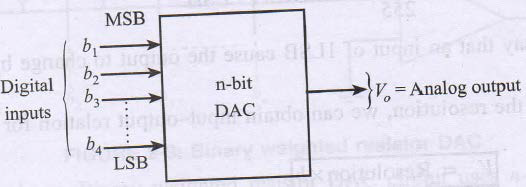 MSB
b1
b2
b3
b4
LSB
Digital
inputs
n-bit
DAC
Vo = Analog output